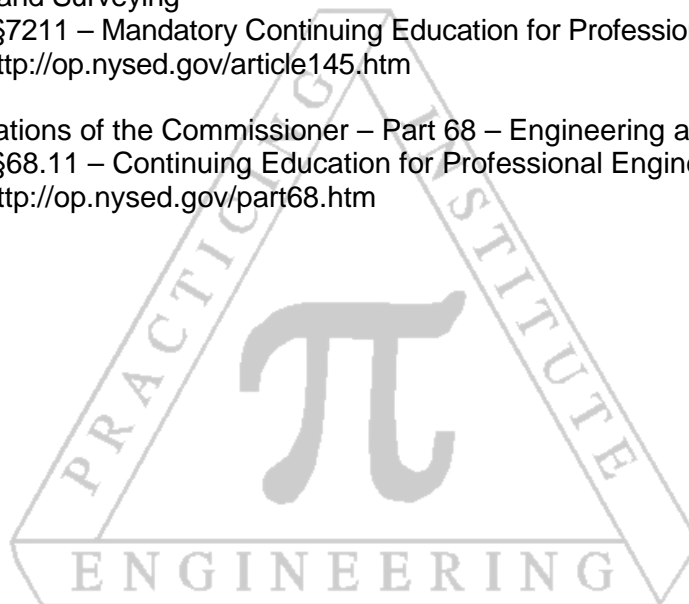 and Surveying
§7211 – Mandatory Continuing Education for Profession
ttp://op.nysed.gov/article145.htm
ations of the Commissioner – Part 68 – Engineering a
§68.11 – Continuing Education for Professional Engine
ttp://op.nysed.gov/part68.htm
PRACTICING
INSTITUTE
π
ENGINEERING